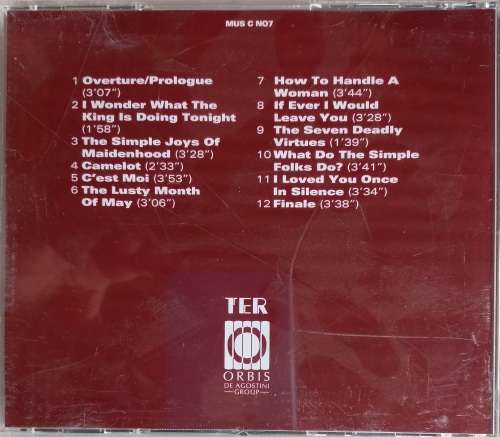 MUS C NO7
1 Overture/Prologue
(3'07")
2 I Wonder What The
King Is Doing Tonight
(1'58")
3 The Simple Joys Of
Maidenhood (3'28")
4 Camelot (2'33")
5 C'est Moi (3'53")
6 The Lusty Month
Of May (3'06")
7 How To Handle A
Woman (3'44")
8 If Ever I Would
Leave You (3'28")
9 The Seven Deadly
Virtues (1'39")
10 What Do The Simple
Folks Do? (3'41")
11 I Loved You Once
In Silence (3'34")
12 Finale (3'38")
TER
ORBIS
DE AGOSTINI
GROUP